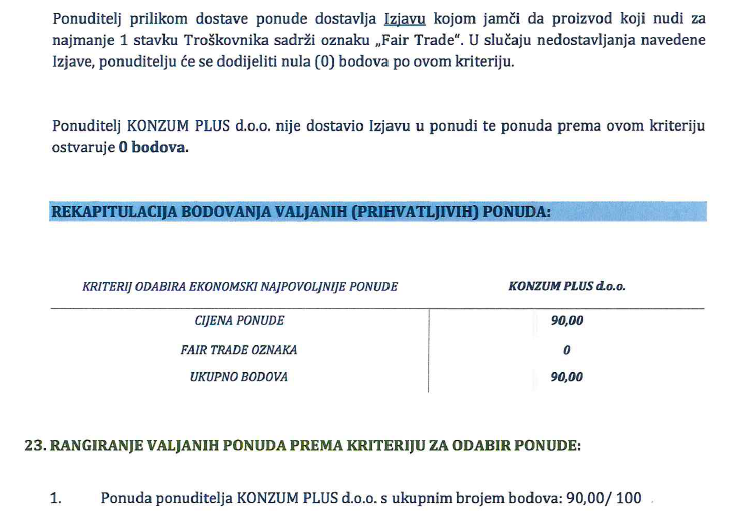 Ponuditelj prilikom dostave ponude dostavlja Izjavu kojom jamči da proizvod koji nudi za
najmanje 1 stavku Troškovnika sadrži oznaku „Fair Trade“. U slučaju nedostavljanja navedene
Izjave, ponuditelju će se dodijeliti nula (0) bodova po ovom kriteriju.
Ponuditelj KONZUM PLUS d.o.o. nije dostavio Izjavu u ponudi te ponuda prema ovom kriteriju
ostvaruje 0 bodova.
REKAPITULACIJA BODOVANJA VALJANIH (PRIHVATLJIVIH) PONUDA:
KRITERIJ ODABIRA EKONOMSKI NAJPOVOLJNIJE PONUDE KONZUM PLUS d.o.o.
CIJENA PONUDE 90,00
FAIR TRADE OZNAKA 0
UKUPNO BODOVA 90,00
23. RANGIRANJE VALJANIH PONUDA PREMA KRITERIJU ZA ODABIR PONUDE:
1. Ponuda ponuditelja KONZUM PLUS d.o.o. s ukupnim brojem bodova: 90,00/ 100